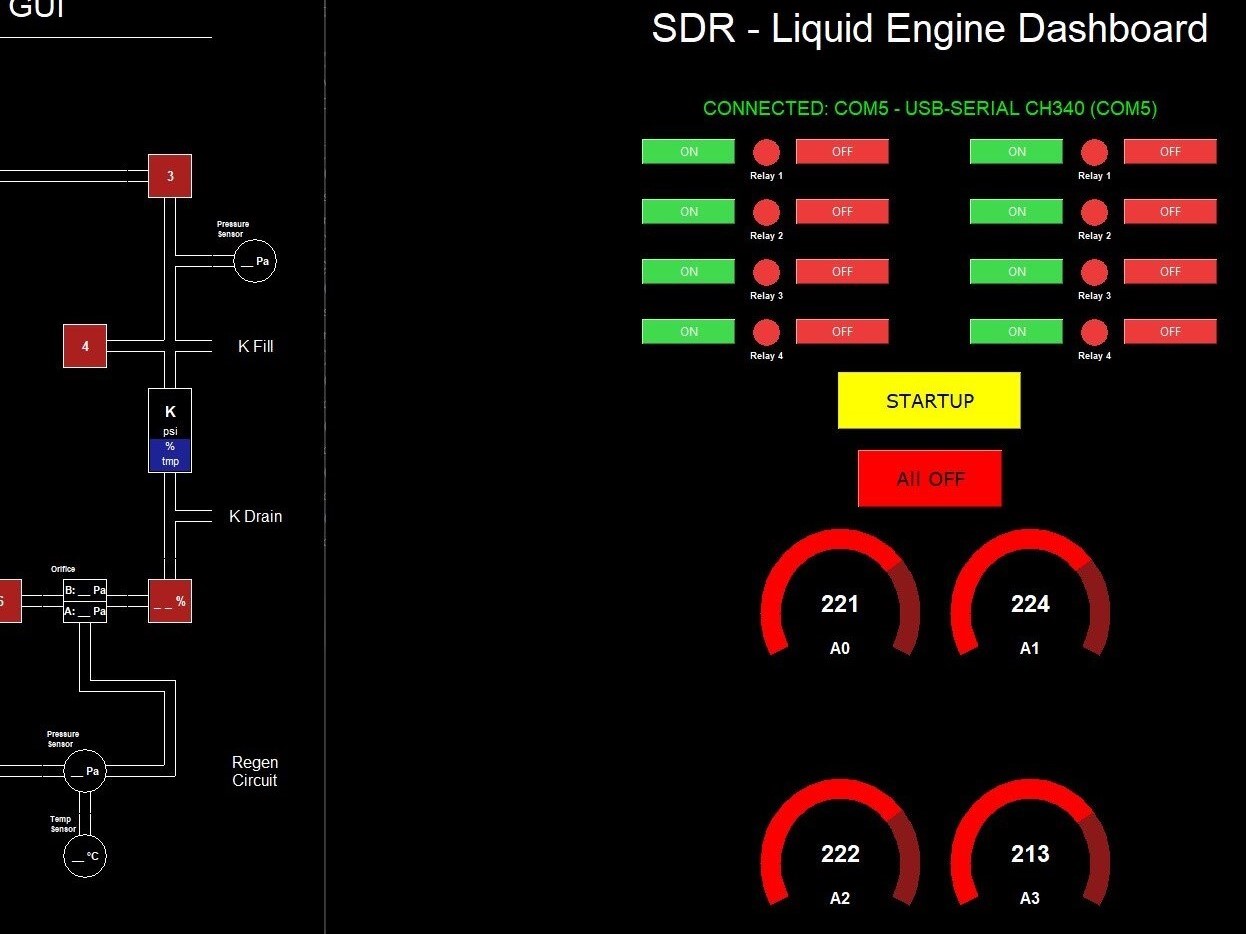 GUI
3
Pressure
Sensor
__ Pa
4
K Fill
K
psi
%
tmp
K Drain
Orifice
6
B: __ Pa
A: __ Pa
_ _ %
Pressure
Sensor
__ Pa
Regen
Circuit
Temp
Sensor
__ °C
SDR - Liquid Engine Dashboard
CONNECTED: COM5 - USB-SERIAL CH340 (COM5)
ON OFF ON OFF
Relay 1 Relay 1
ON OFF ON OFF
Relay 2 Relay 2
ON OFF ON OFF
Relay 3 Relay 3
ON OFF ON OFF
Relay 4 Relay 4
STARTUP
All OFF
221 224
A0 A1
222 213
A2 A3